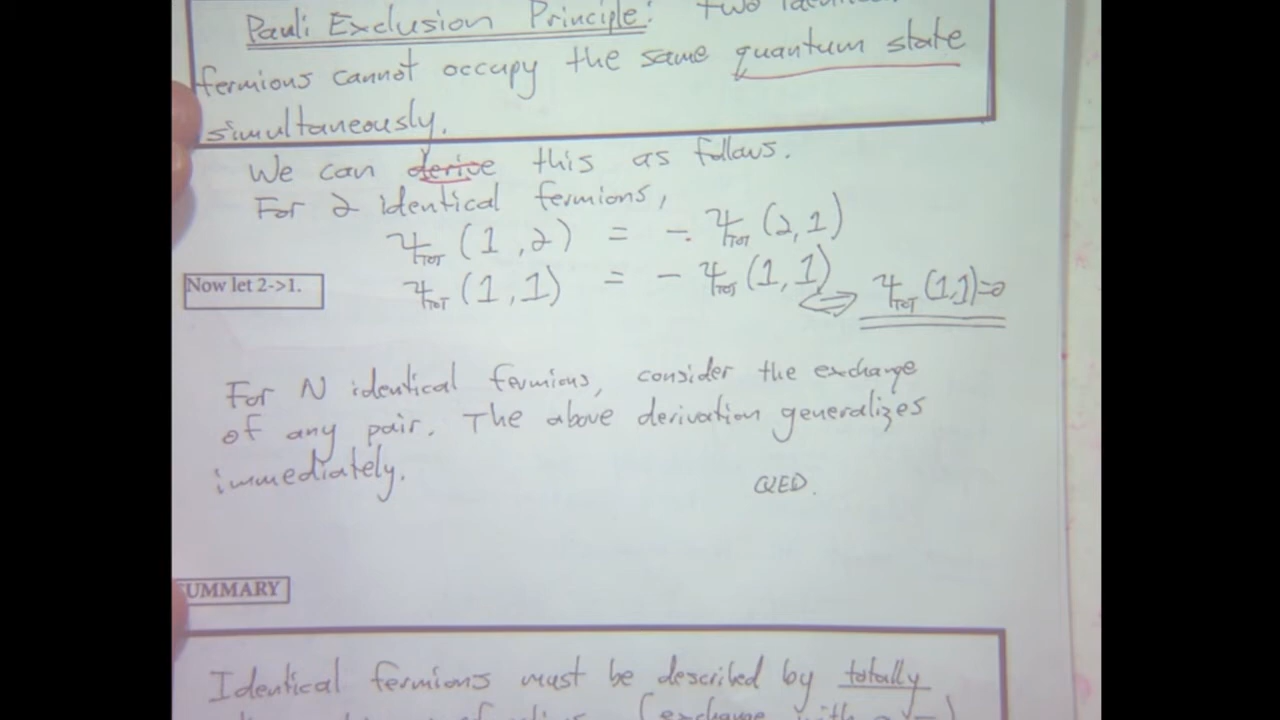 Pauli Exclusion Principle: two
fermions cannot occupy the same quantum state
simultaneously.
We can derive this as follows.
For 2 identical fermions,
Ψ_TOT (1,2) = - Ψ_TOT (2,1)
Now let 2->1.
Ψ_TOT (1,1) = - Ψ_TOT (1,1) ⟺ Ψ_TOT (1,1)=0
For N identical fermions, consider the exchange
of any pair. The above derivation generalizes
immediately.
QED.
SUMMARY
Identical fermions must be described by totally
(exchange with a -)